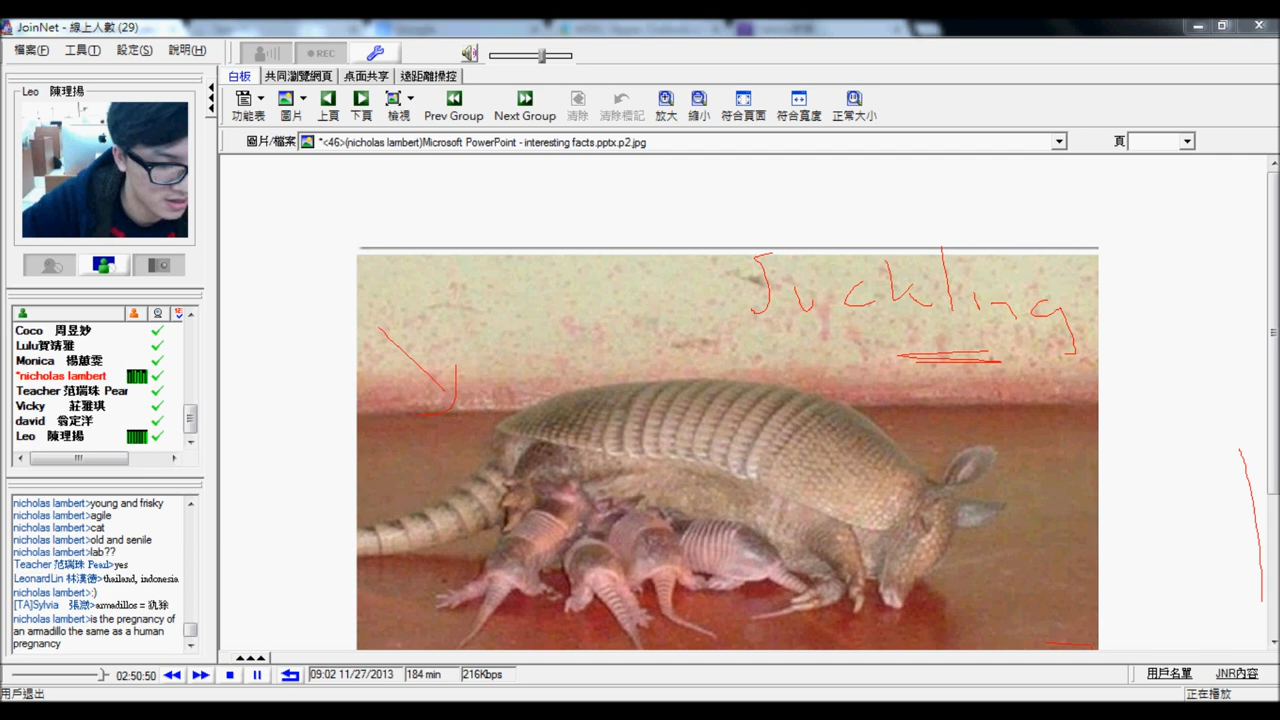 JoinNet - 線上人數 (29)
檔案(F) 工具(T) 設定(S) 說明(H)
REC
白板 共同瀏覽網頁 桌面共享 遠距離操控
功能表 圖片 上頁 下頁 檢視 Prev Group Next Group 清除 清除標記 放大 縮小 符合頁面 符合寬度 正常大小
圖片/檔案 *<46>(nicholas lambert)Microsoft PowerPoint - interesting facts.pptx.p2.jpg 頁
Leo 陳理揚
Coco 周昱妙
Lulu賀婧雅
Monica 楊蕙雯
*nicholas lambert
Teacher 范瑞珠 Pear
Vicky 莊雅琪
david 翁定洋
Leo 陳理揚
nicholas lambert>young and frisky
nicholas lambert>agile
nicholas lambert>cat
nicholas lambert>old and senile
nicholas lambert>lab??
Teacher 范瑞珠 Pearl>yes
LeonardLin 林漢德>thailand, indonesia
nicholas lambert>:)
[TA]Sylvia 張漱>armadillos = 犰狳
nicholas lambert>is the pregnancy of
an armadillo the same as a human
pregnancy
Suckling
02:50:50 09:02 11/27/2013 184 min 216Kbps 用戶名單 JNR內容
用戶退出 正在播放